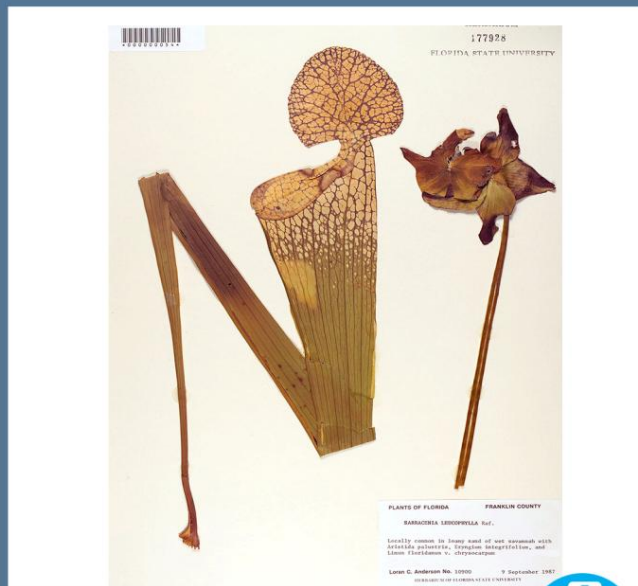 177928
FLORIDA STATE UNIVERSITY
PLANTS OF FLORIDA FRANKLIN COUNTY
SARRACENIA LEUCOPHYLLA Raf.
Locally common in loamy sand of wet savannah with
Aristida palustris, Eryngium integrifolium, and
Linum floridanum v. chrysocarpum
Loren C. Anderson No. 10900 9 September 1987
HERBARIUM OF FLORIDA STATE UNIVERSITY